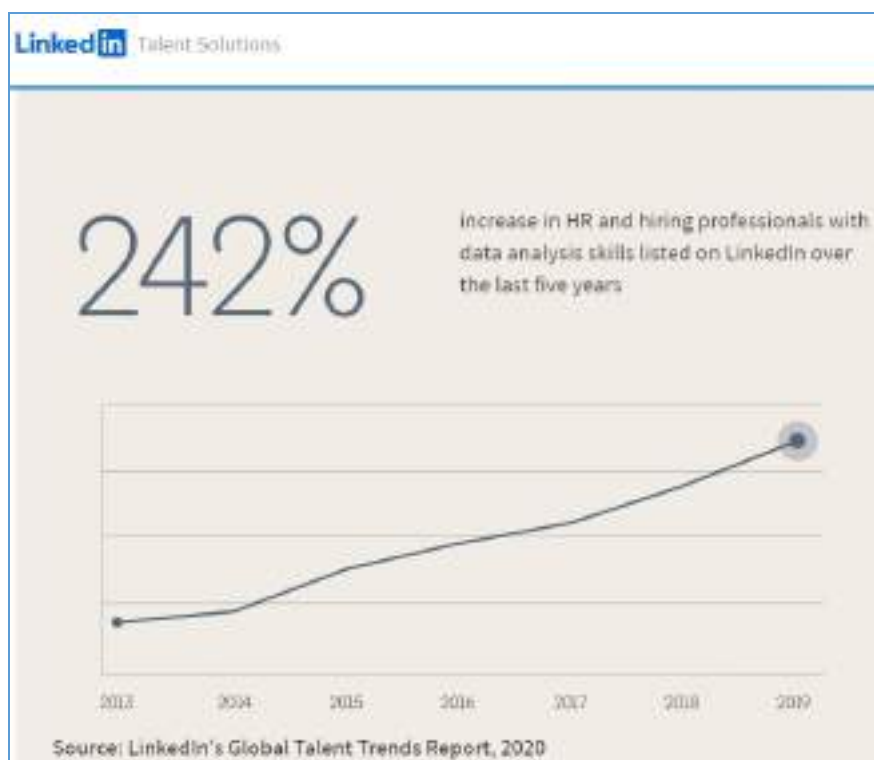 LinkedIn Talent Solutions
242%
increase in HR and hiring professionals with
data analysis skills listed on LinkedIn over
the last five years
2013 2014 2015 2016 2017 2018 2019
Source: LinkedIn's Global Talent Trends Report, 2020